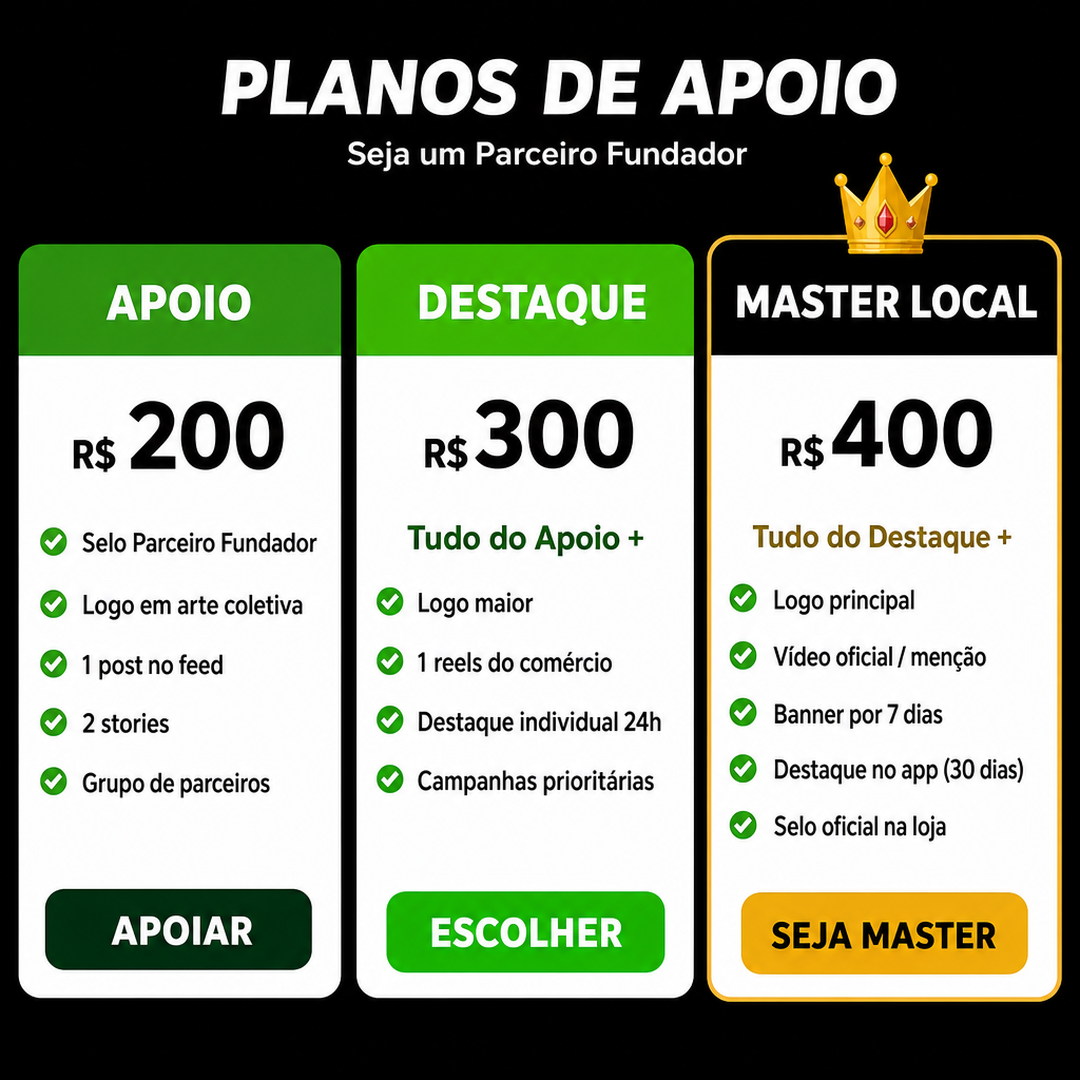 PLANOS DE APOIO
Seja um Parceiro Fundador
APOIO
R$ 200
Selo Parceiro Fundador
Logo em arte coletiva
1 post no feed
2 stories
Grupo de parceiros
APOIAR
DESTAQUE
R$ 300
Tudo do Apoio +
Logo maior
1 reels do comércio
Destaque individual 24h
Campanhas prioritárias
ESCOLHER
MASTER LOCAL
R$ 400
Tudo do Destaque +
Logo principal
Vídeo oficial / menção
Banner por 7 dias
Destaque no app (30 dias)
Selo oficial na loja
SEJA MASTER